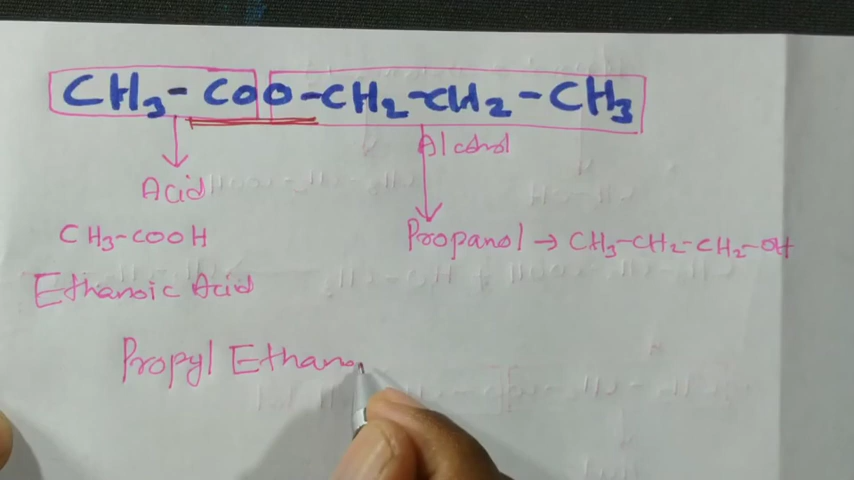 CH3-COO-CH2-CH2-CH3
Alcohol
Acid
CH3-COOH
Propanol → CH3-CH2-CH2-OH
Ethanoic Acid
Propyl Ethano